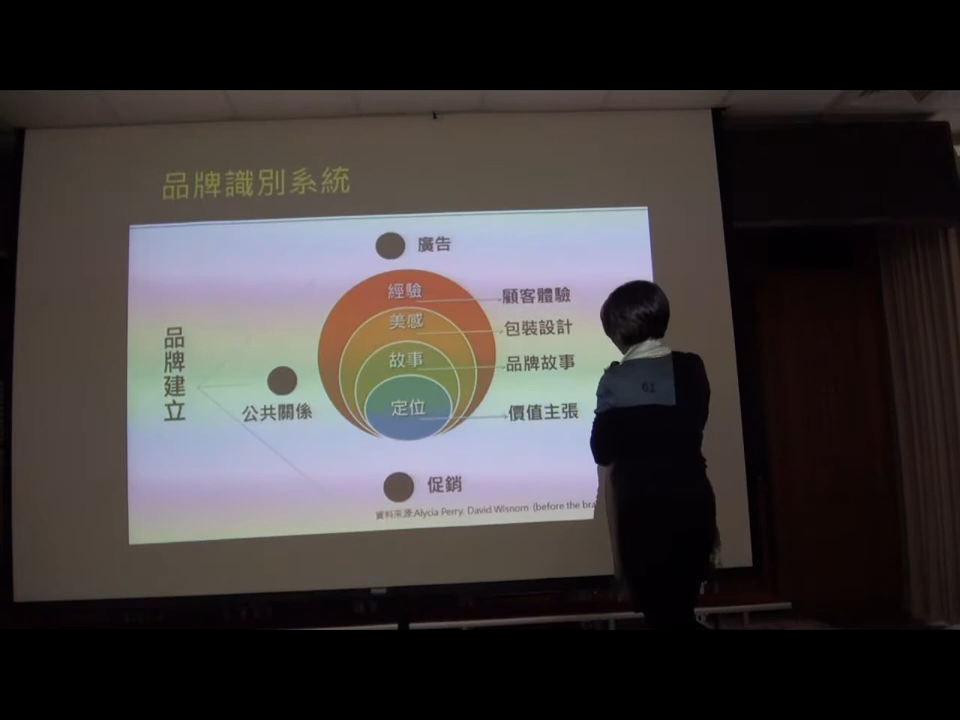 品牌識別系統
廣告
經驗
顧客體驗
美感
包裝設計
品牌建立
故事
品牌故事
公共關係
定位
價值主張
促銷
資料來源:Alycia Perry. David Wisnom (before the bra
61